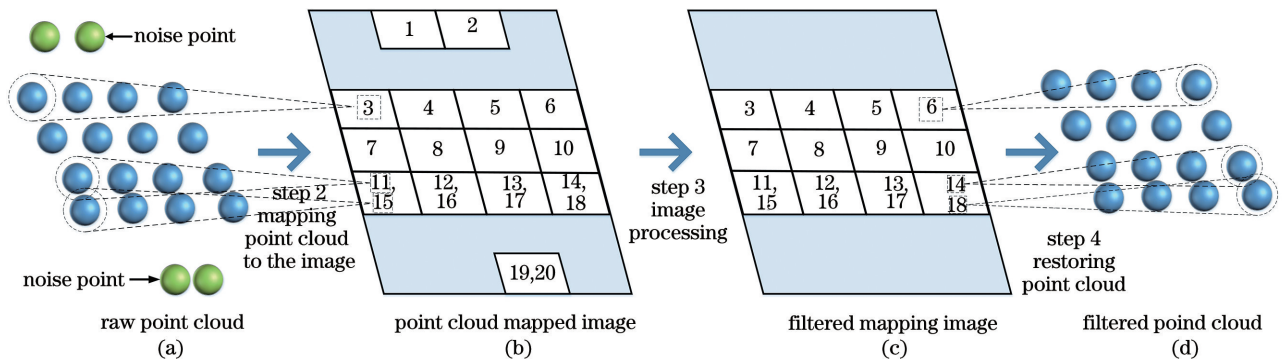 noise point
noise point
raw point cloud
(a)
step 2
mapping
point cloud
to the image
1 2
3 4 5 6
7 8 9 10
11, 12, 13, 14,
15 16 17 18
19,20
point cloud mapped image
(b)
step 3
image
processing
3 4 5 6
7 8 9 10
11, 12, 13, 14
15 16 17 18
filtered mapping image
(c)
step 4
restoring
point cloud
filtered poind cloud
(d)